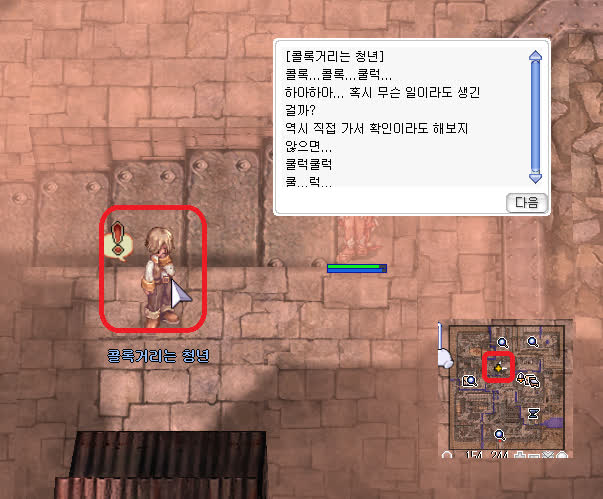 [콜록거리는 청년]
콜록...콜록...쿨럭...
하아하아... 혹시 무슨 일이라도 생긴
걸까?
역시 직접 가서 확인이라도 해보지
않으면...
쿨럭쿨럭
쿨...럭...
다음
콜록거리는 청년
154 244